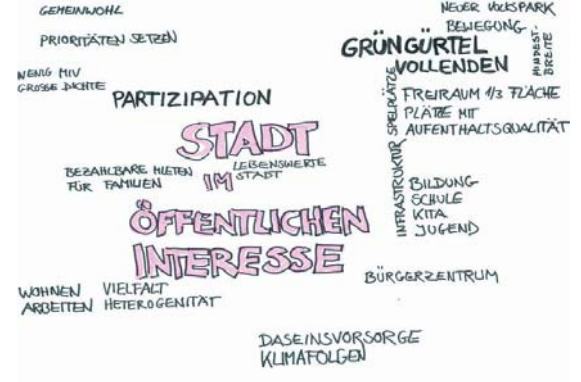 GEMEINWOHL
NEUER VOLKSPARK
BEWEGUNG
PRIORITÄTEN SETZEN
GRÜNGÜRTEL
VOLLENDEN
MINDEST-
BREITE
WENIG MIV
GROSSE DICHTE
PARTIZIPATION
FREIRAUM 1/3 FLÄCHE
PLÄTZE MIT
AUFENTHALTSQUALITÄT
INFRASTRUKTUR SPIELPLÄTZE
STADT
LEBENSWERTE
STADT
BEZAHLBARE MIETEN
FÜR FAMILIEN
IM
BILDUNG
SCHULE
KITA
JUGEND
ÖFFENTLICHEN
INTERESSE
BÜRGERZENTRUM
WOHNEN VIELFALT
ARBEITEN HETEROGENITÄT
DASEINSVORSORGE
KLIMAFOLGEN